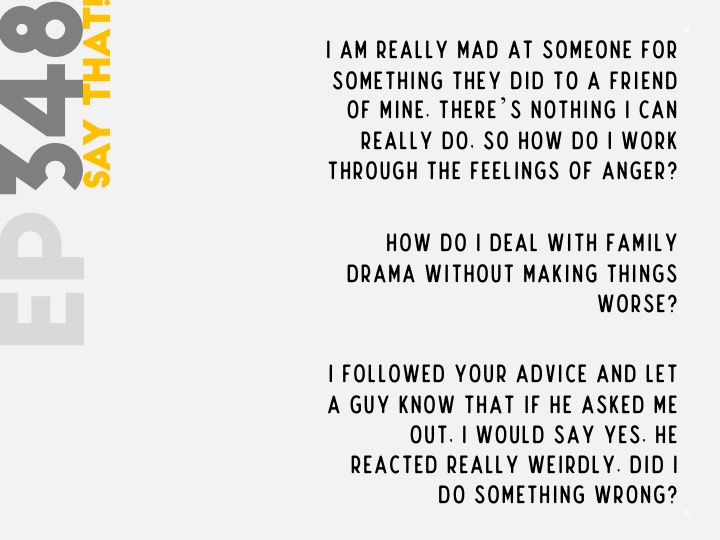 EP 348
SAY THAT!
I AM REALLY MAD AT SOMEONE FOR
SOMETHING THEY DID TO A FRIEND
OF MINE. THERE'S NOTHING I CAN
REALLY DO. SO HOW DO I WORK
THROUGH THE FEELINGS OF ANGER?
HOW DO I DEAL WITH FAMILY
DRAMA WITHOUT MAKING THINGS
WORSE?
I FOLLOWED YOUR ADVICE AND LET
A GUY KNOW THAT IF HE ASKED ME
OUT. I WOULD SAY YES. HE
REACTED REALLY WEIRDLY. DID I
DO SOMETHING WRONG?